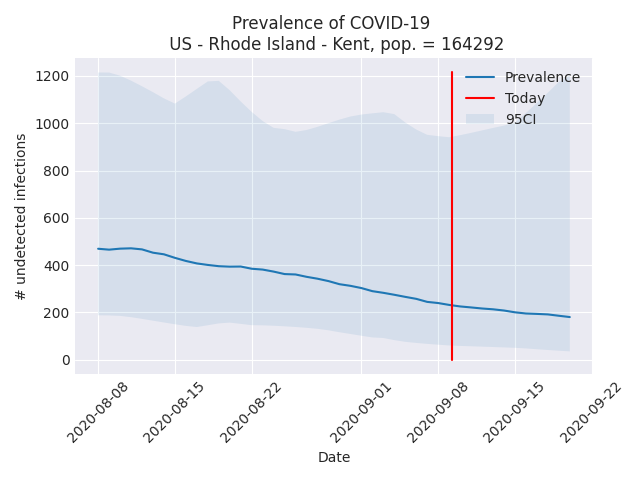 Prevalence of COVID-19
US - Rhode Island - Kent, pop. = 164292
1200
1000
800
600
400
200
0
# undetected infections
Prevalence
Today
95CI
2020-08-08
2020-08-15
2020-08-22
2020-09-01
2020-09-08
2020-09-15
2020-09-22
Date